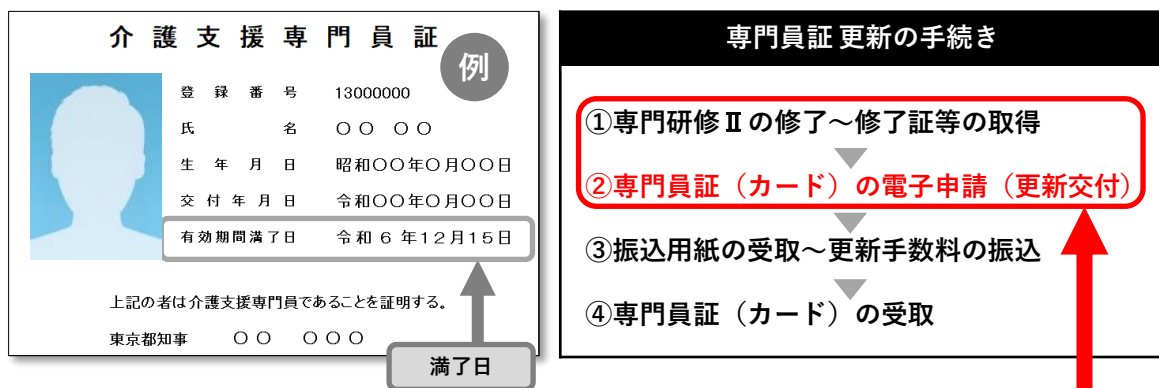 介護支援専門員証
例
登録番号 13000000
氏名 〇〇 〇〇
生年月日 昭和〇〇年〇月〇〇日
交付年月日 令和〇〇年〇月〇〇日
有効期間満了日 令和6年12月15日
上記の者は介護支援専門員であることを証明する。
東京都知事 〇〇 〇〇〇
満了日
専門員証 更新の手続き
①専門研修Ⅱの修了～修了証等の取得
②専門員証（カード）の電子申請（更新交付）
③振込用紙の受取～更新手数料の振込
④専門員証（カード）の受取